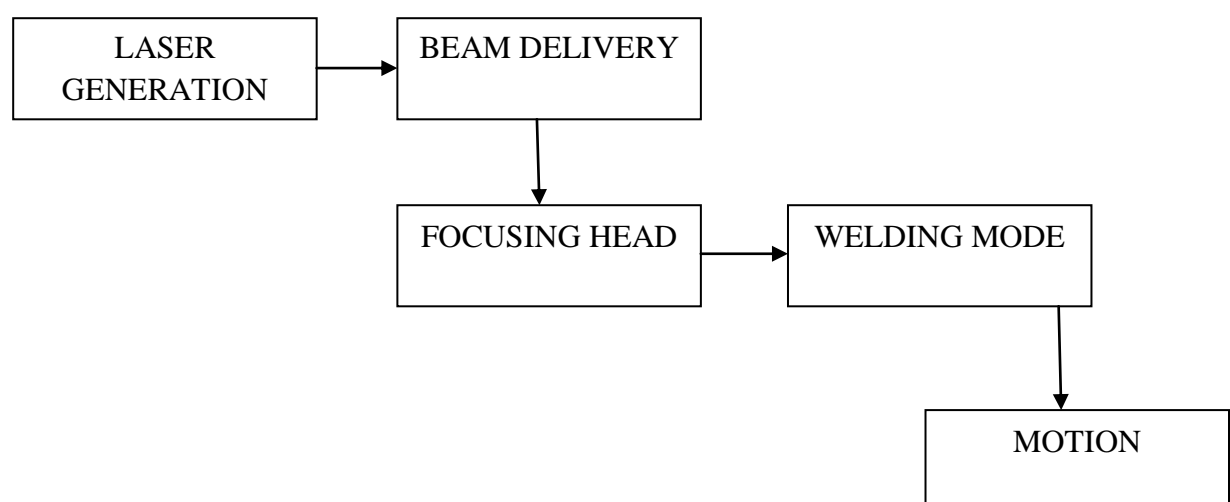 LASER
GENERATION
BEAM DELIVERY
FOCUSING HEAD
WELDING MODE
MOTION